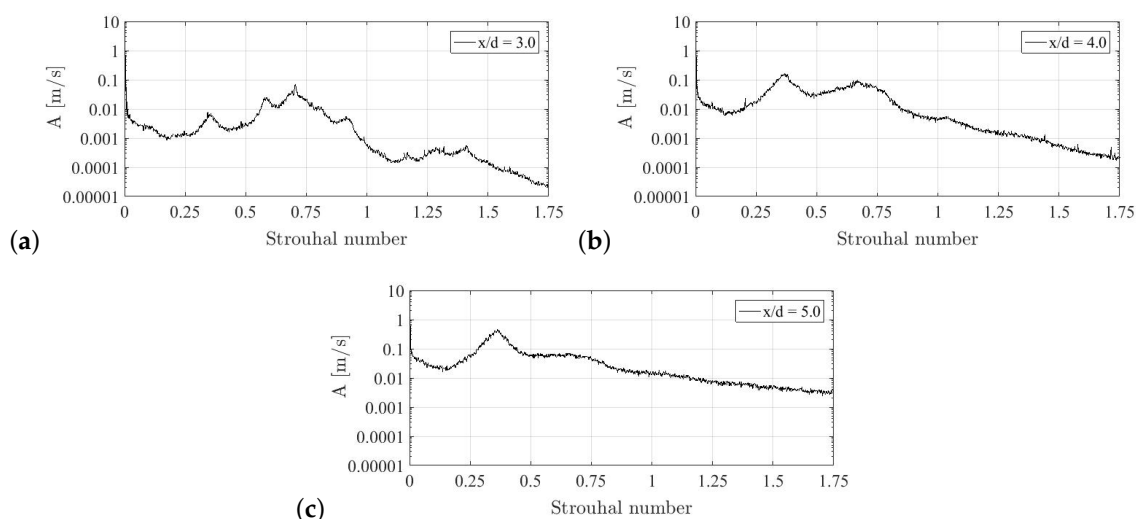 10
1
0.1
0.01
0.001
0.0001
0.00001
A [m/s]
x/d = 3.0
0 0.25 0.5 0.75 1 1.25 1.5 1.75
Strouhal number
(a)
10
1
0.1
0.01
0.001
0.0001
0.00001
A [m/s]
x/d = 4.0
0 0.25 0.5 0.75 1 1.25 1.5 1.75
Strouhal number
(b)
10
1
0.1
0.01
0.001
0.0001
0.00001
A [m/s]
x/d = 5.0
0 0.25 0.5 0.75 1 1.25 1.5 1.75
Strouhal number
(c)